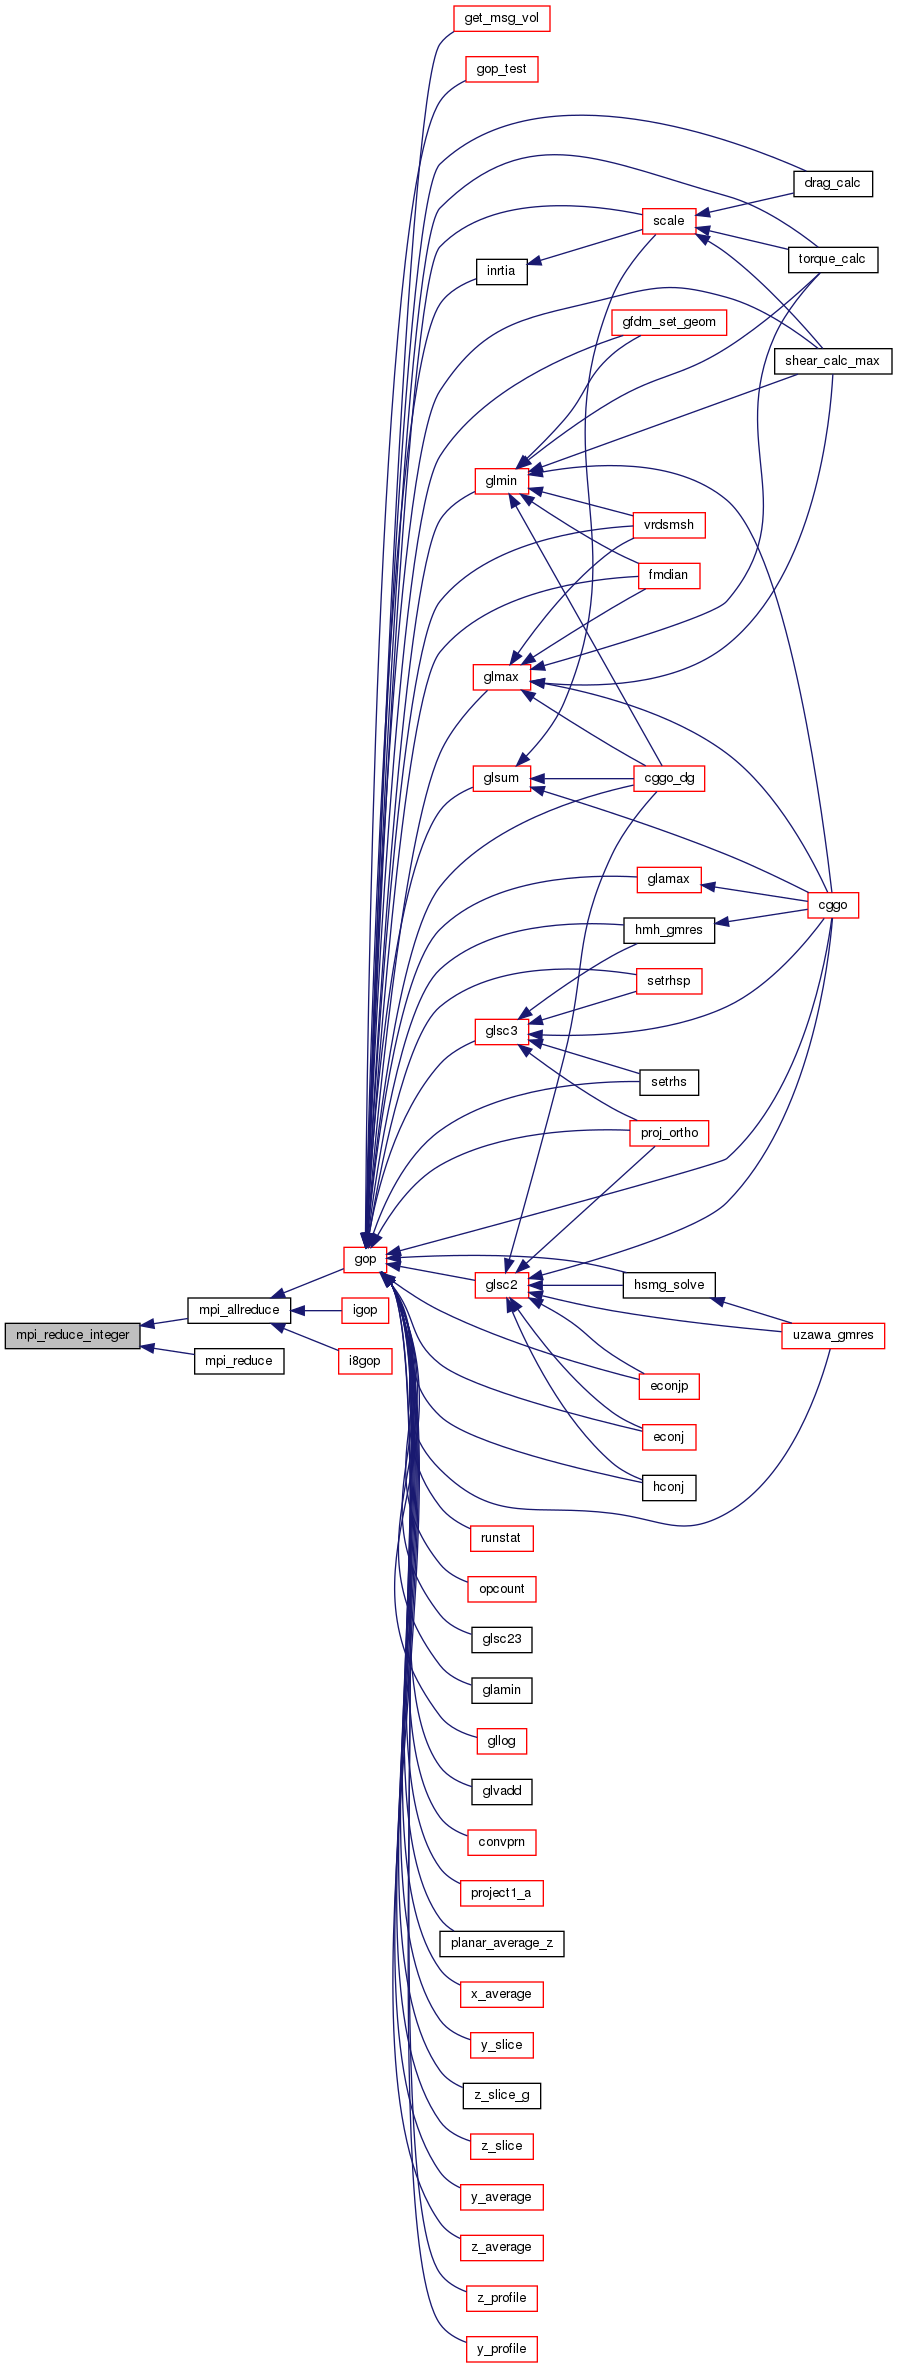 get_msg_vol
gop_test
drag_calc
scale
torque_calc
inrtia
gfdm_set_geom
shear_calc_max
glmin
vrdsmsh
fmdian
glmax
glsum
cggo_dg
glamax
cggo
hmh_gmres
setrhsp
glsc3
setrhs
proj_ortho
gop
glsc2
hsmg_solve
mpi_allreduce
igop
mpi_reduce_integer
uzawa_gmres
mpi_reduce
i8gop
econjp
econj
hconj
runstat
opcount
glsc23
glamin
gllog
glvadd
convprn
project1_a
planar_average_z
x_average
y_slice
z_slice_g
z_slice
y_average
z_average
z_profile
y_profile